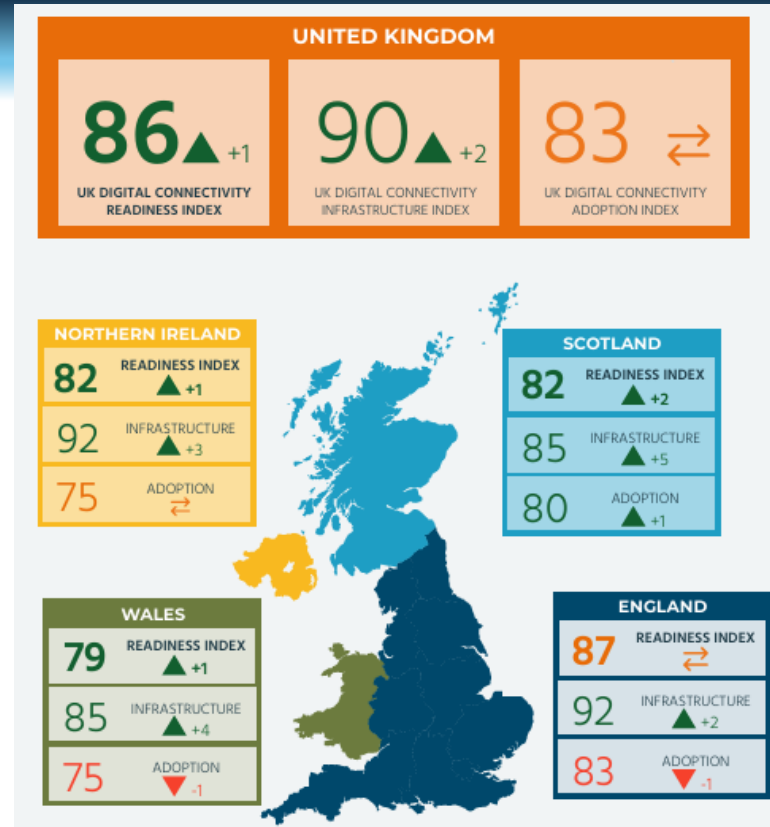 UNITED KINGDOM
86 ▲ +1
UK DIGITAL CONNECTIVITY
READINESS INDEX
90 ▲ +2
UK DIGITAL CONNECTIVITY
INFRASTRUCTURE INDEX
83 ⇄
UK DIGITAL CONNECTIVITY
ADOPTION INDEX
NORTHERN IRELAND
82
READINESS INDEX
▲ +1
92
INFRASTRUCTURE
▲ +3
75
ADOPTION
⇄
SCOTLAND
82
READINESS INDEX
▲ +2
85
INFRASTRUCTURE
▲ +5
80
ADOPTION
▲ +1
WALES
79
READINESS INDEX
▲ +1
85
INFRASTRUCTURE
▲ +4
75
ADOPTION
▼ -1
ENGLAND
87
READINESS INDEX
⇄
92
INFRASTRUCTURE
▲ +2
83
ADOPTION
▼ -1